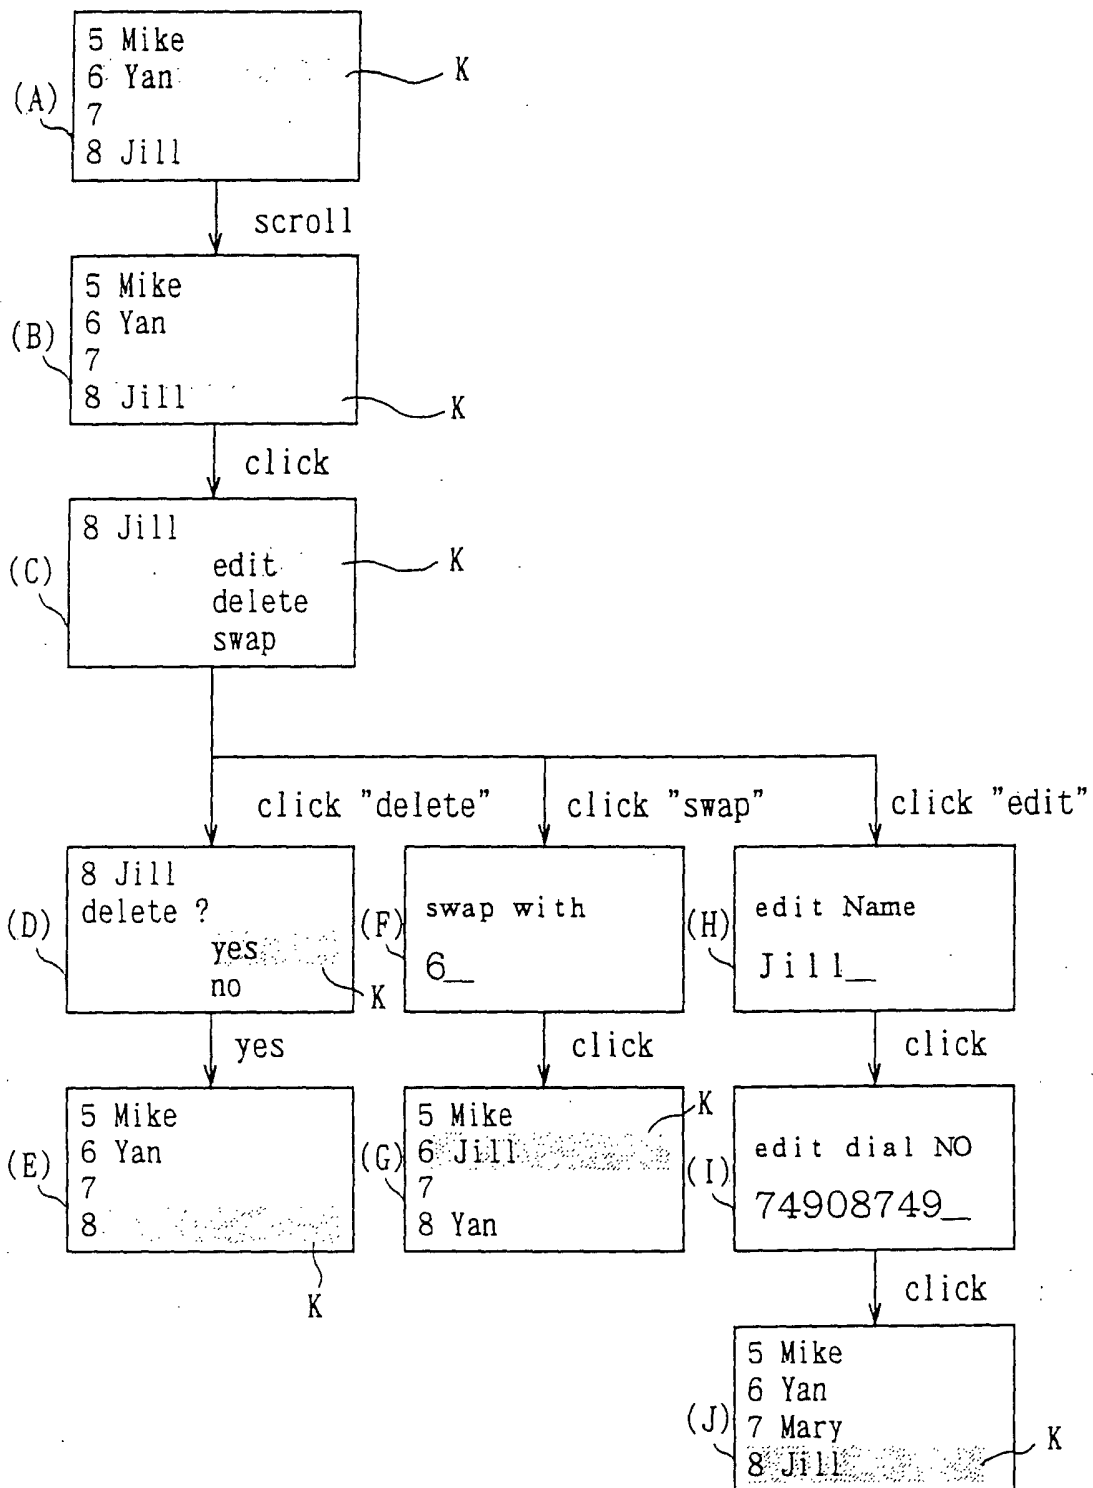 5 Mike
6 Yan
7
8 Jill
(A)
K
scroll
5 Mike
6 Yan
7
8 Jill
(B)
K
click
8 Jill
edit
delete
swap
(C)
K
click "delete"
click "swap"
click "edit"
8 Jill
delete ?
yes
no
(D)
K
swap with
6_
(F)
edit Name
Jill_
(H)
yes
click
click
5 Mike
6 Yan
7
8
(E)
K
5 Mike
6 Jill
7
8 Yan
(G)
K
edit dial NO
74908749_
(I)
click
5 Mike
6 Yan
7 Mary
8 Jill
(J)
K